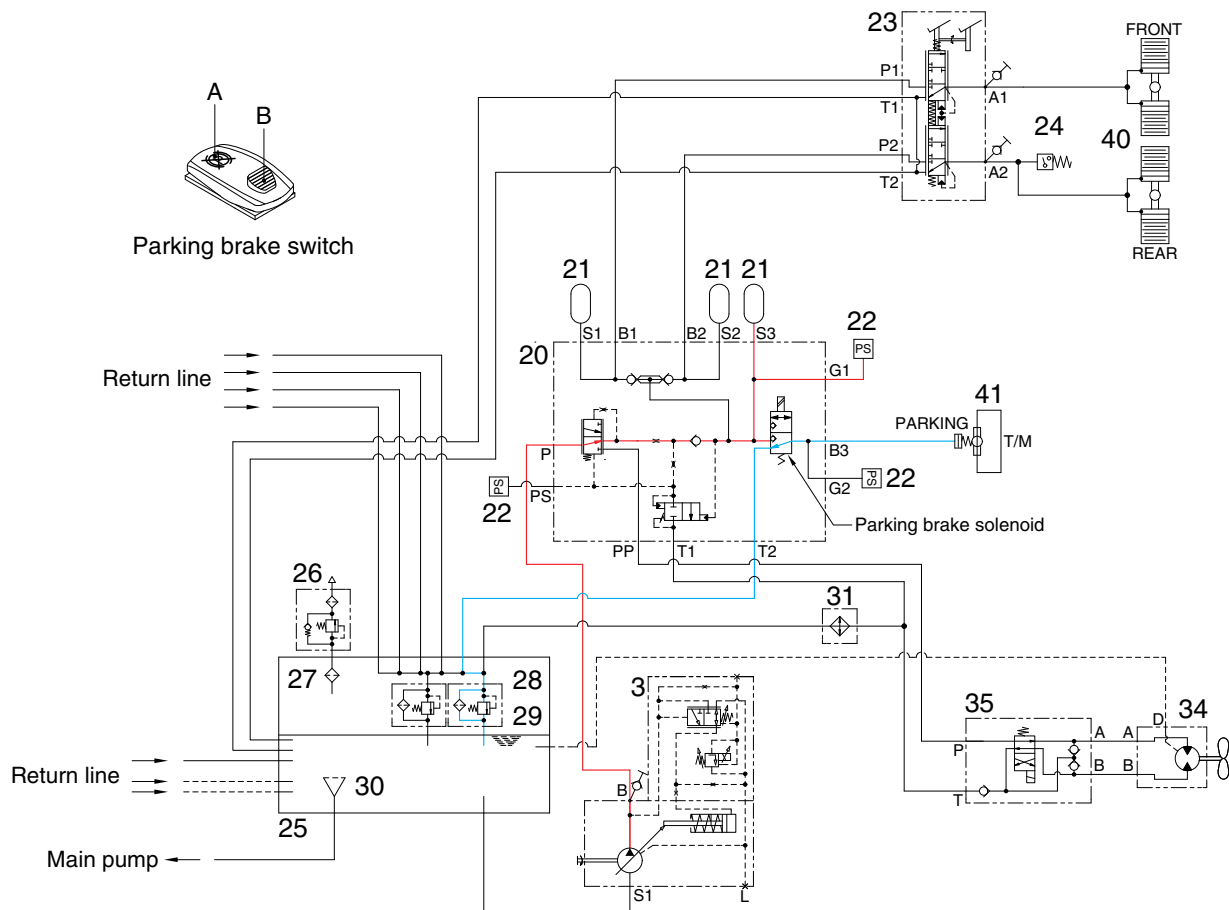 23
FRONT
P1
A
B
T1
A1
24
40
P2
T2
A2
Parking brake switch
REAR
21
21
21
S1
B1
B2
S2
S3
22
PS
20
G1
Return line
41
PARKING
T/M
P
B3
PS
PS
22
G2
PS
22
Parking brake solenoid
PP
T1
T2
26
31
27
28
29
3
35
34
D
A
A
P
B
B
T
Return line
30
B
25
Main pump
S1
L